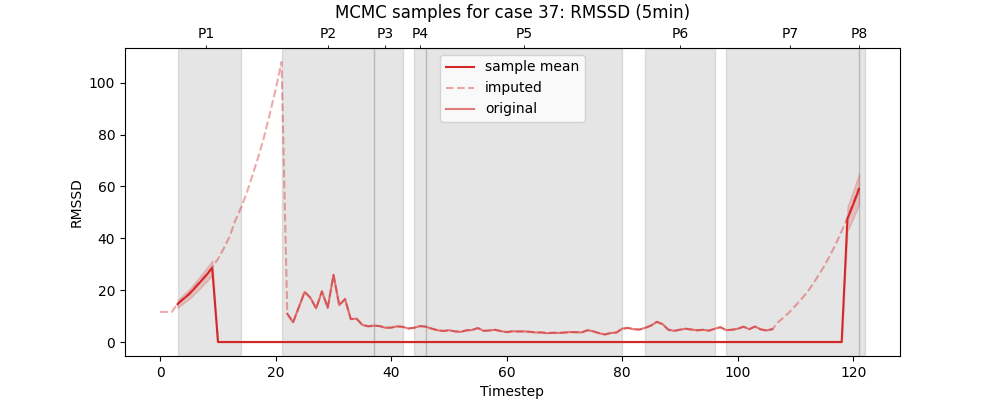 MCMC samples for case 37: RMSSD (5min)
P1 P2 P3 P4 P5 P6 P7 P8
sample mean
imputed
original
100
80
60
40
20
0
RMSSD
0 20 40 60 80 100 120
Timestep